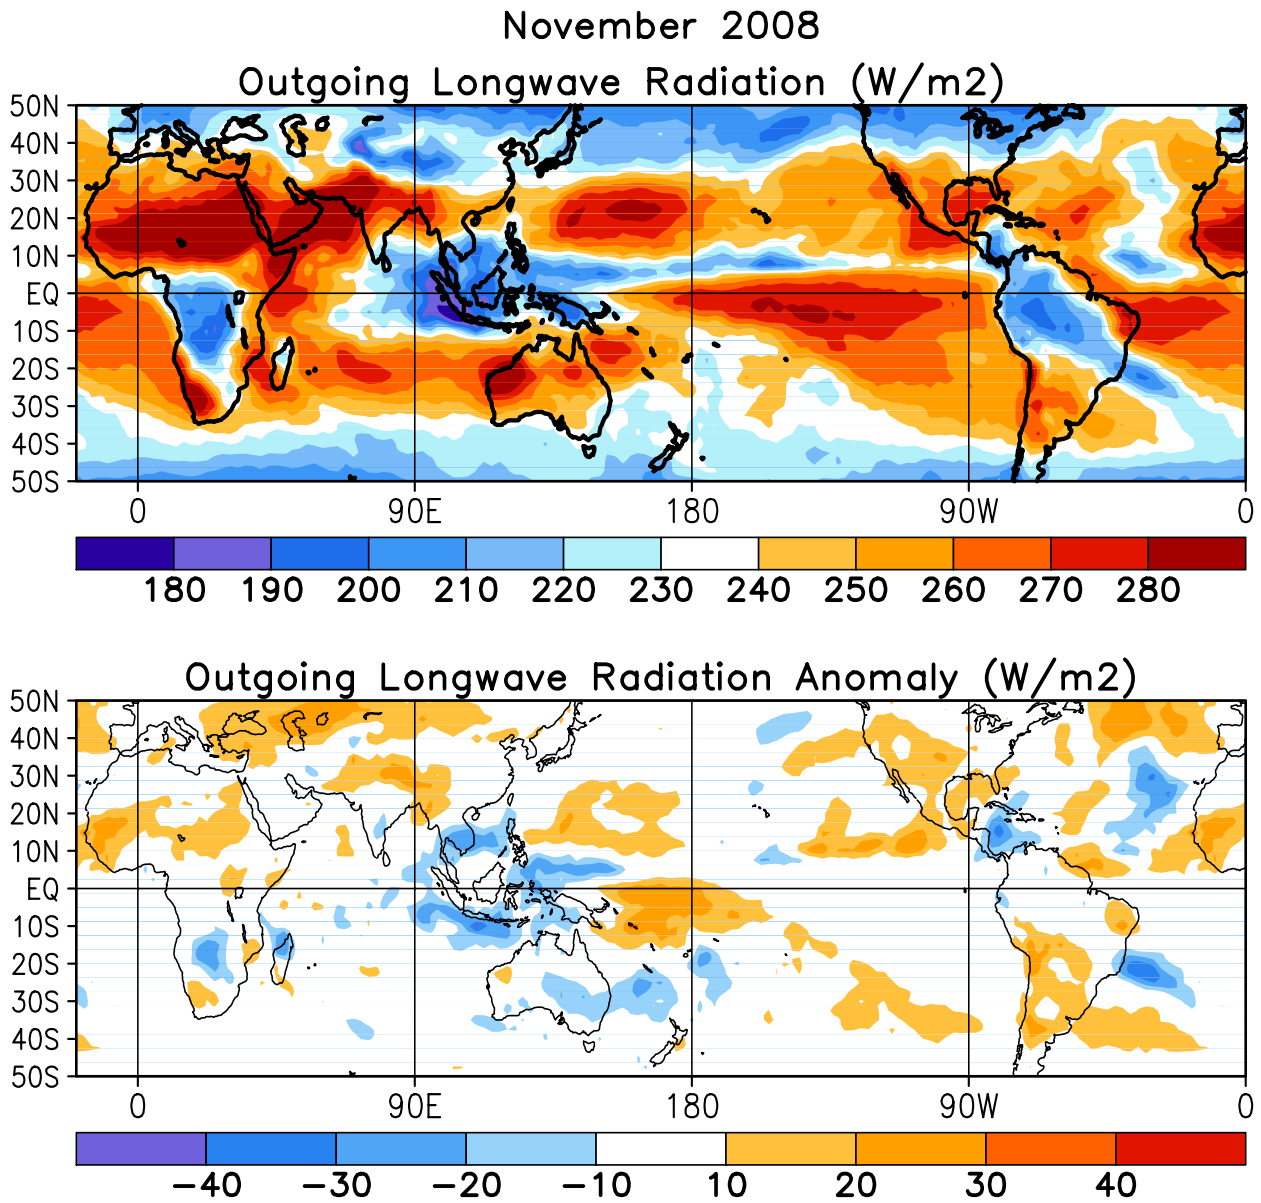 November 2008
Outgoing Longwave Radiation (W/m2)
50N
40N
30N
20N
10N
EQ
10S
20S
30S
40S
50S
0 90E 180 90W 0
180 190 200 210 220 230 240 250 260 270 280
Outgoing Longwave Radiation Anomaly (W/m2)
50N
40N
30N
20N
10N
EQ
10S
20S
30S
40S
50S
0 90E 180 90W 0
−40 −30 −20 −10 10 20 30 40